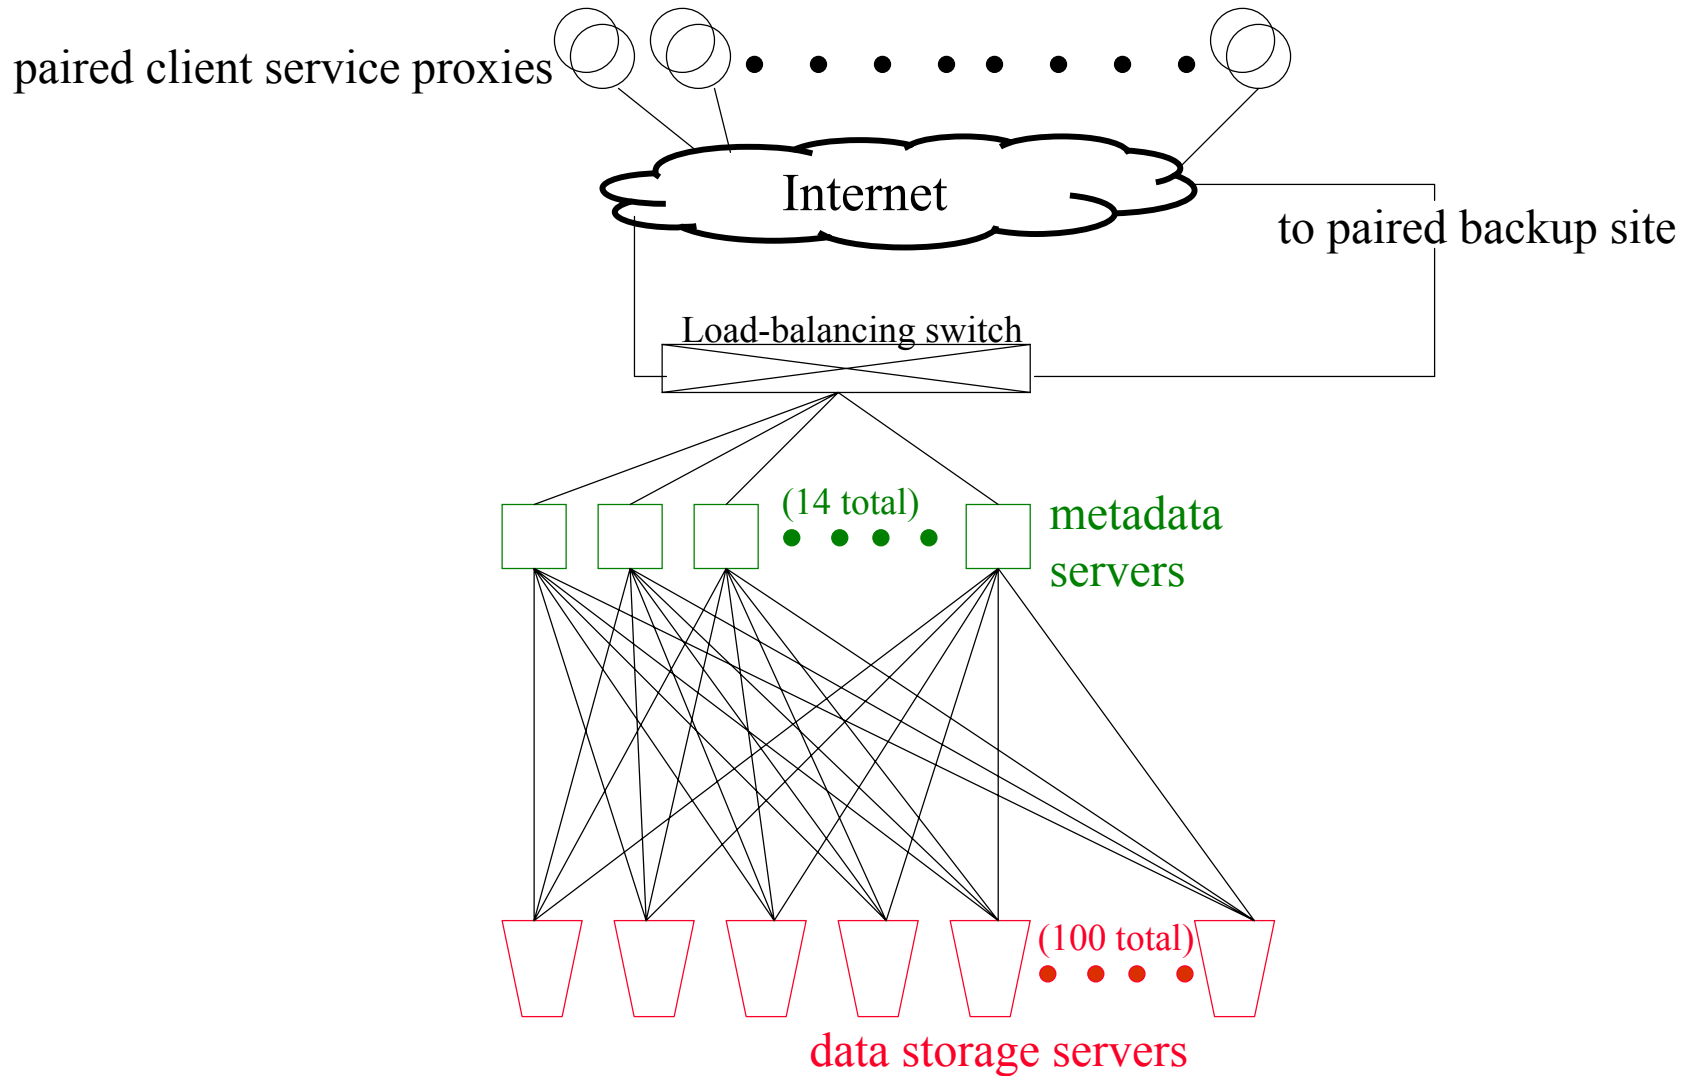 paired client service proxies
Internet
to paired backup site
Load-balancing switch
(14 total)
metadata
servers
(100 total)
data storage servers